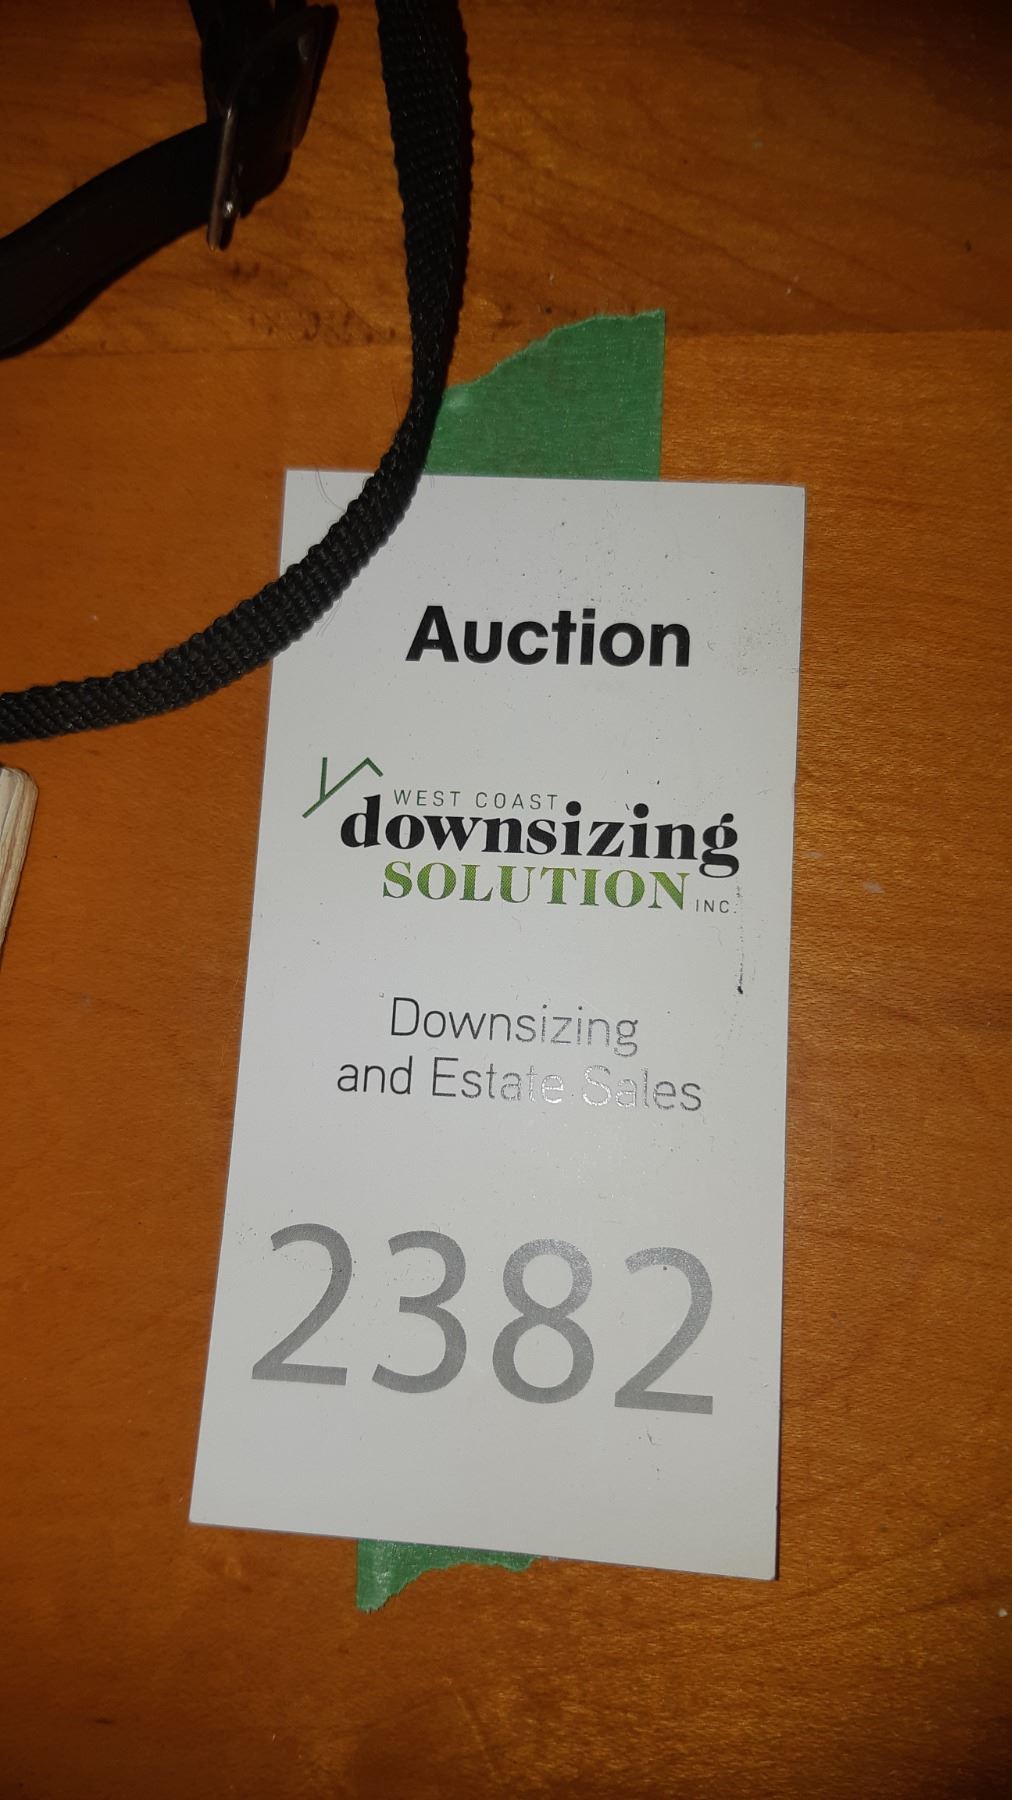 Auction
WEST COAST
downsizing
SOLUTION INC.
Downsizing
and Estate Sales
2382